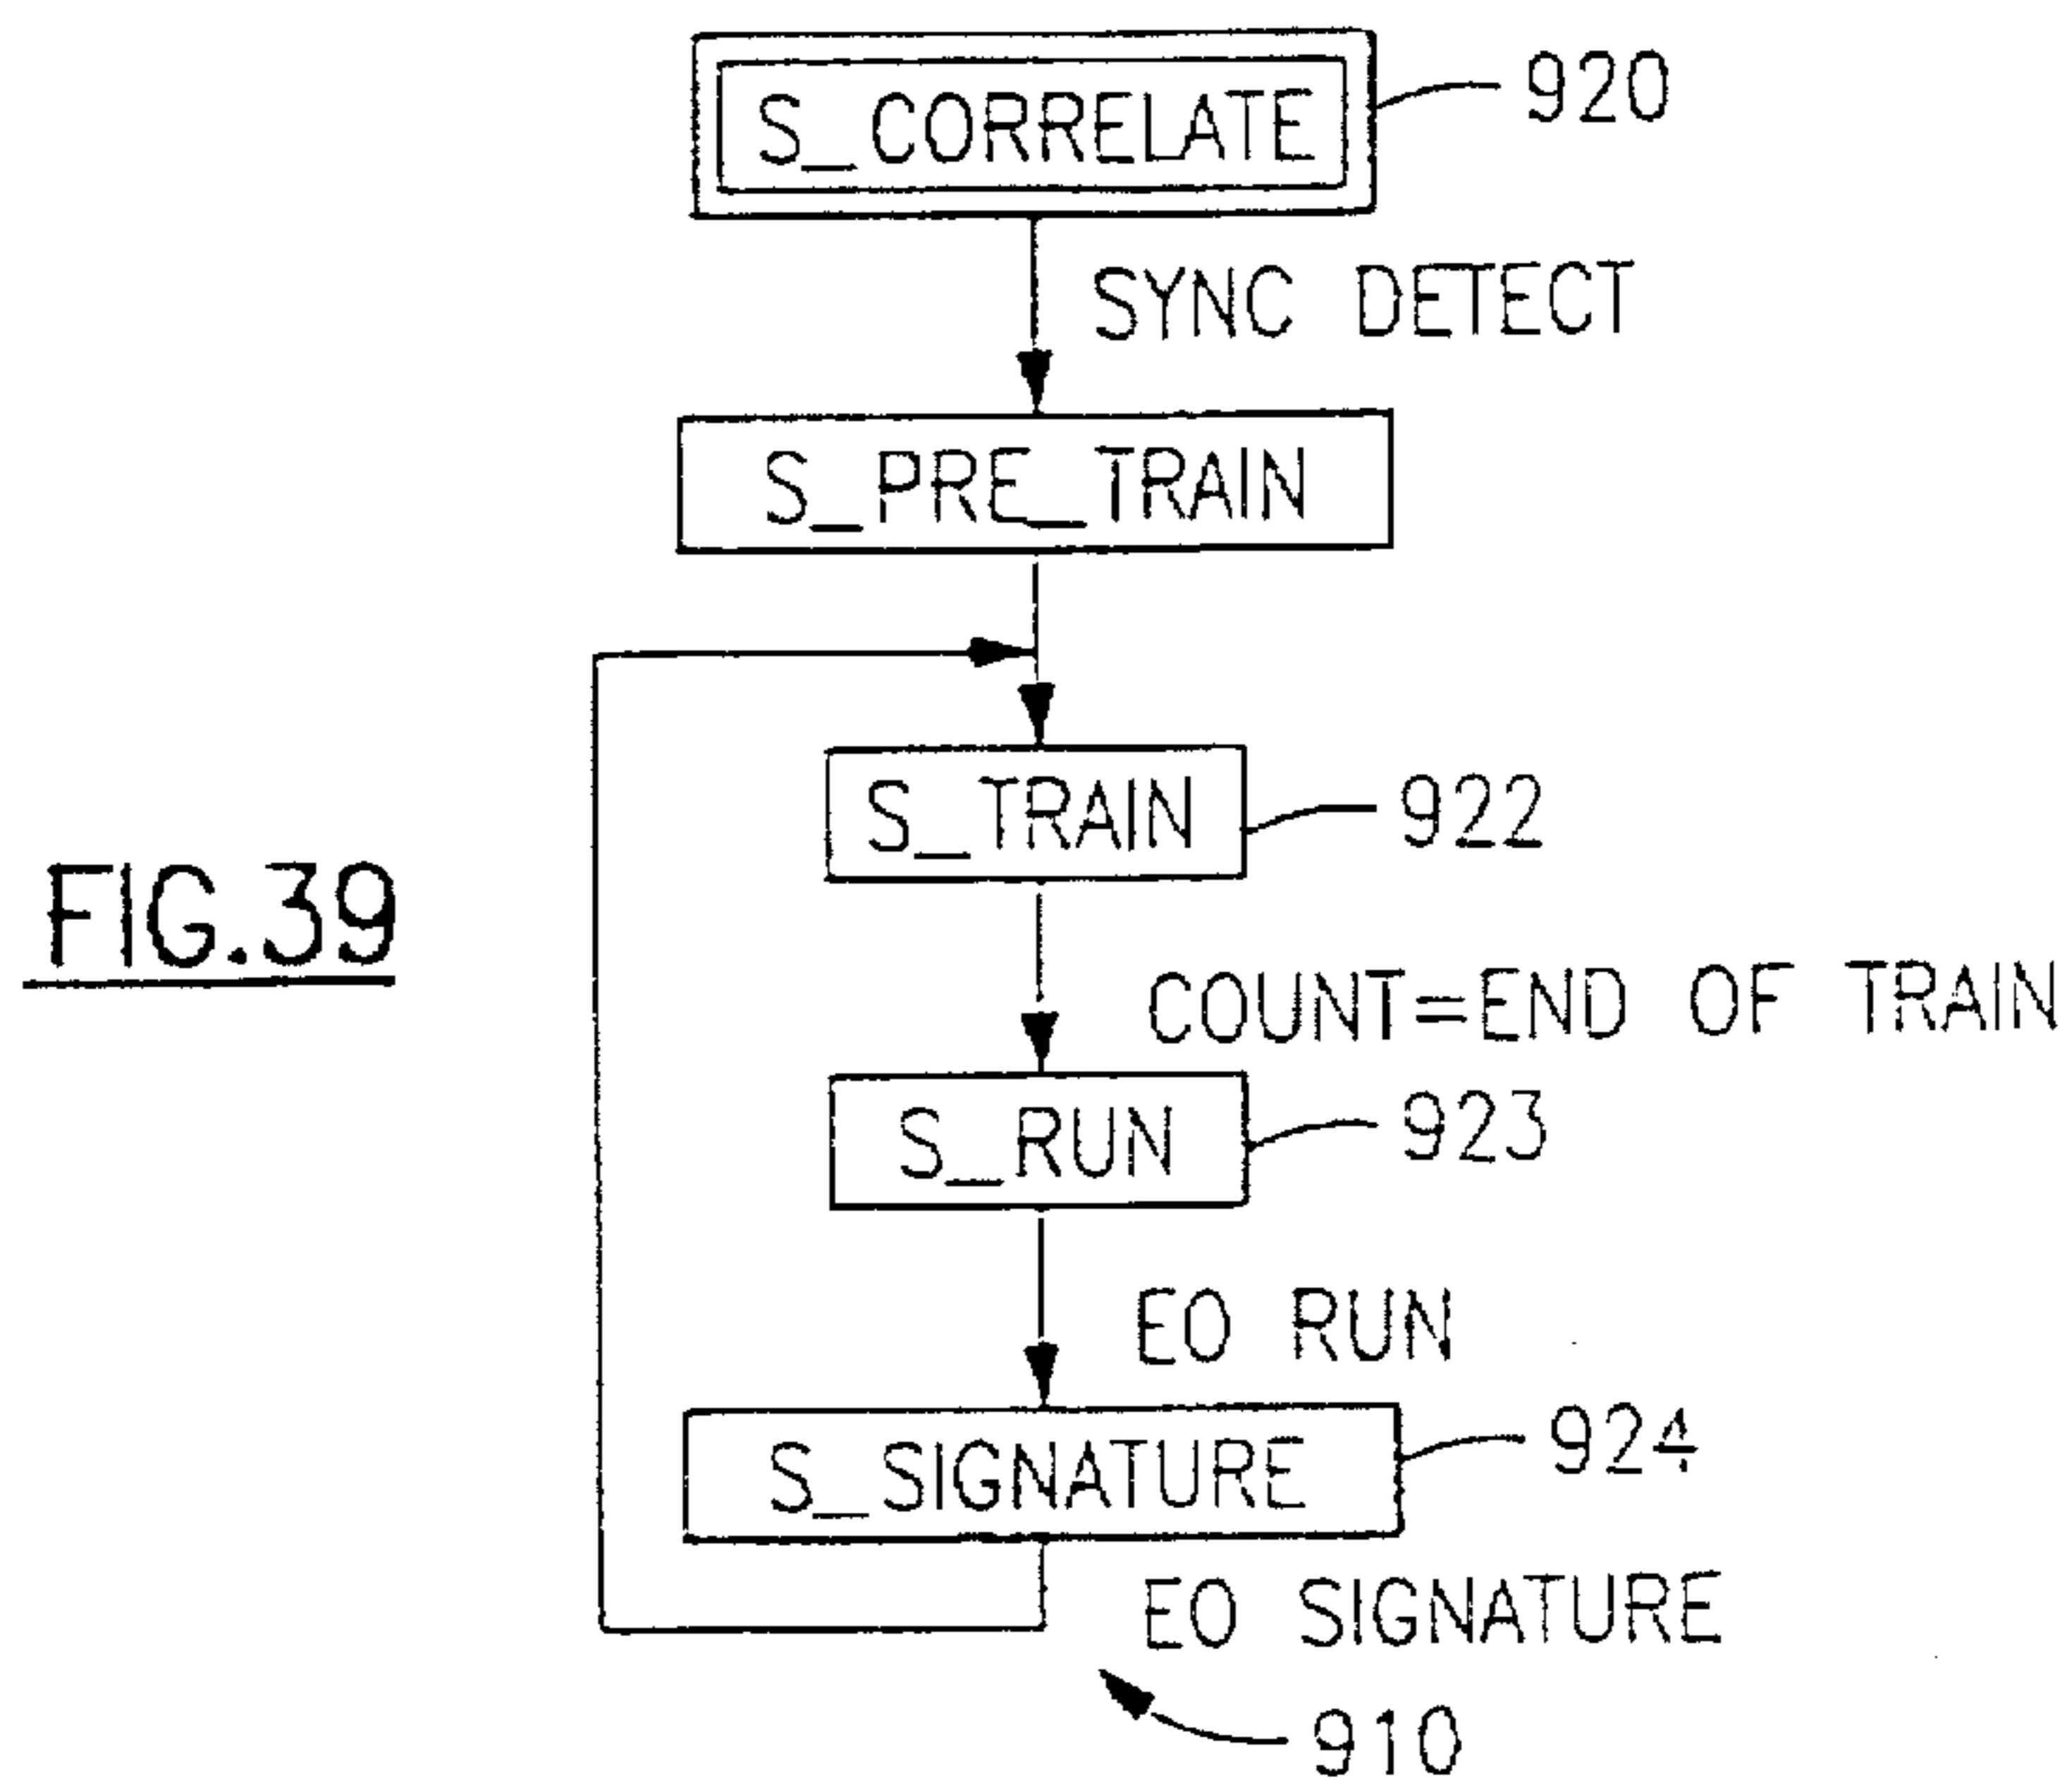 S_CORRELATE
920
SYNC DETECT
S_PRE_TRAIN
S_TRAIN
922
FIG.39
COUNT=END OF TRAIN
S_RUN
923
EO RUN
S_SIGNATURE
924
EO SIGNATURE
910